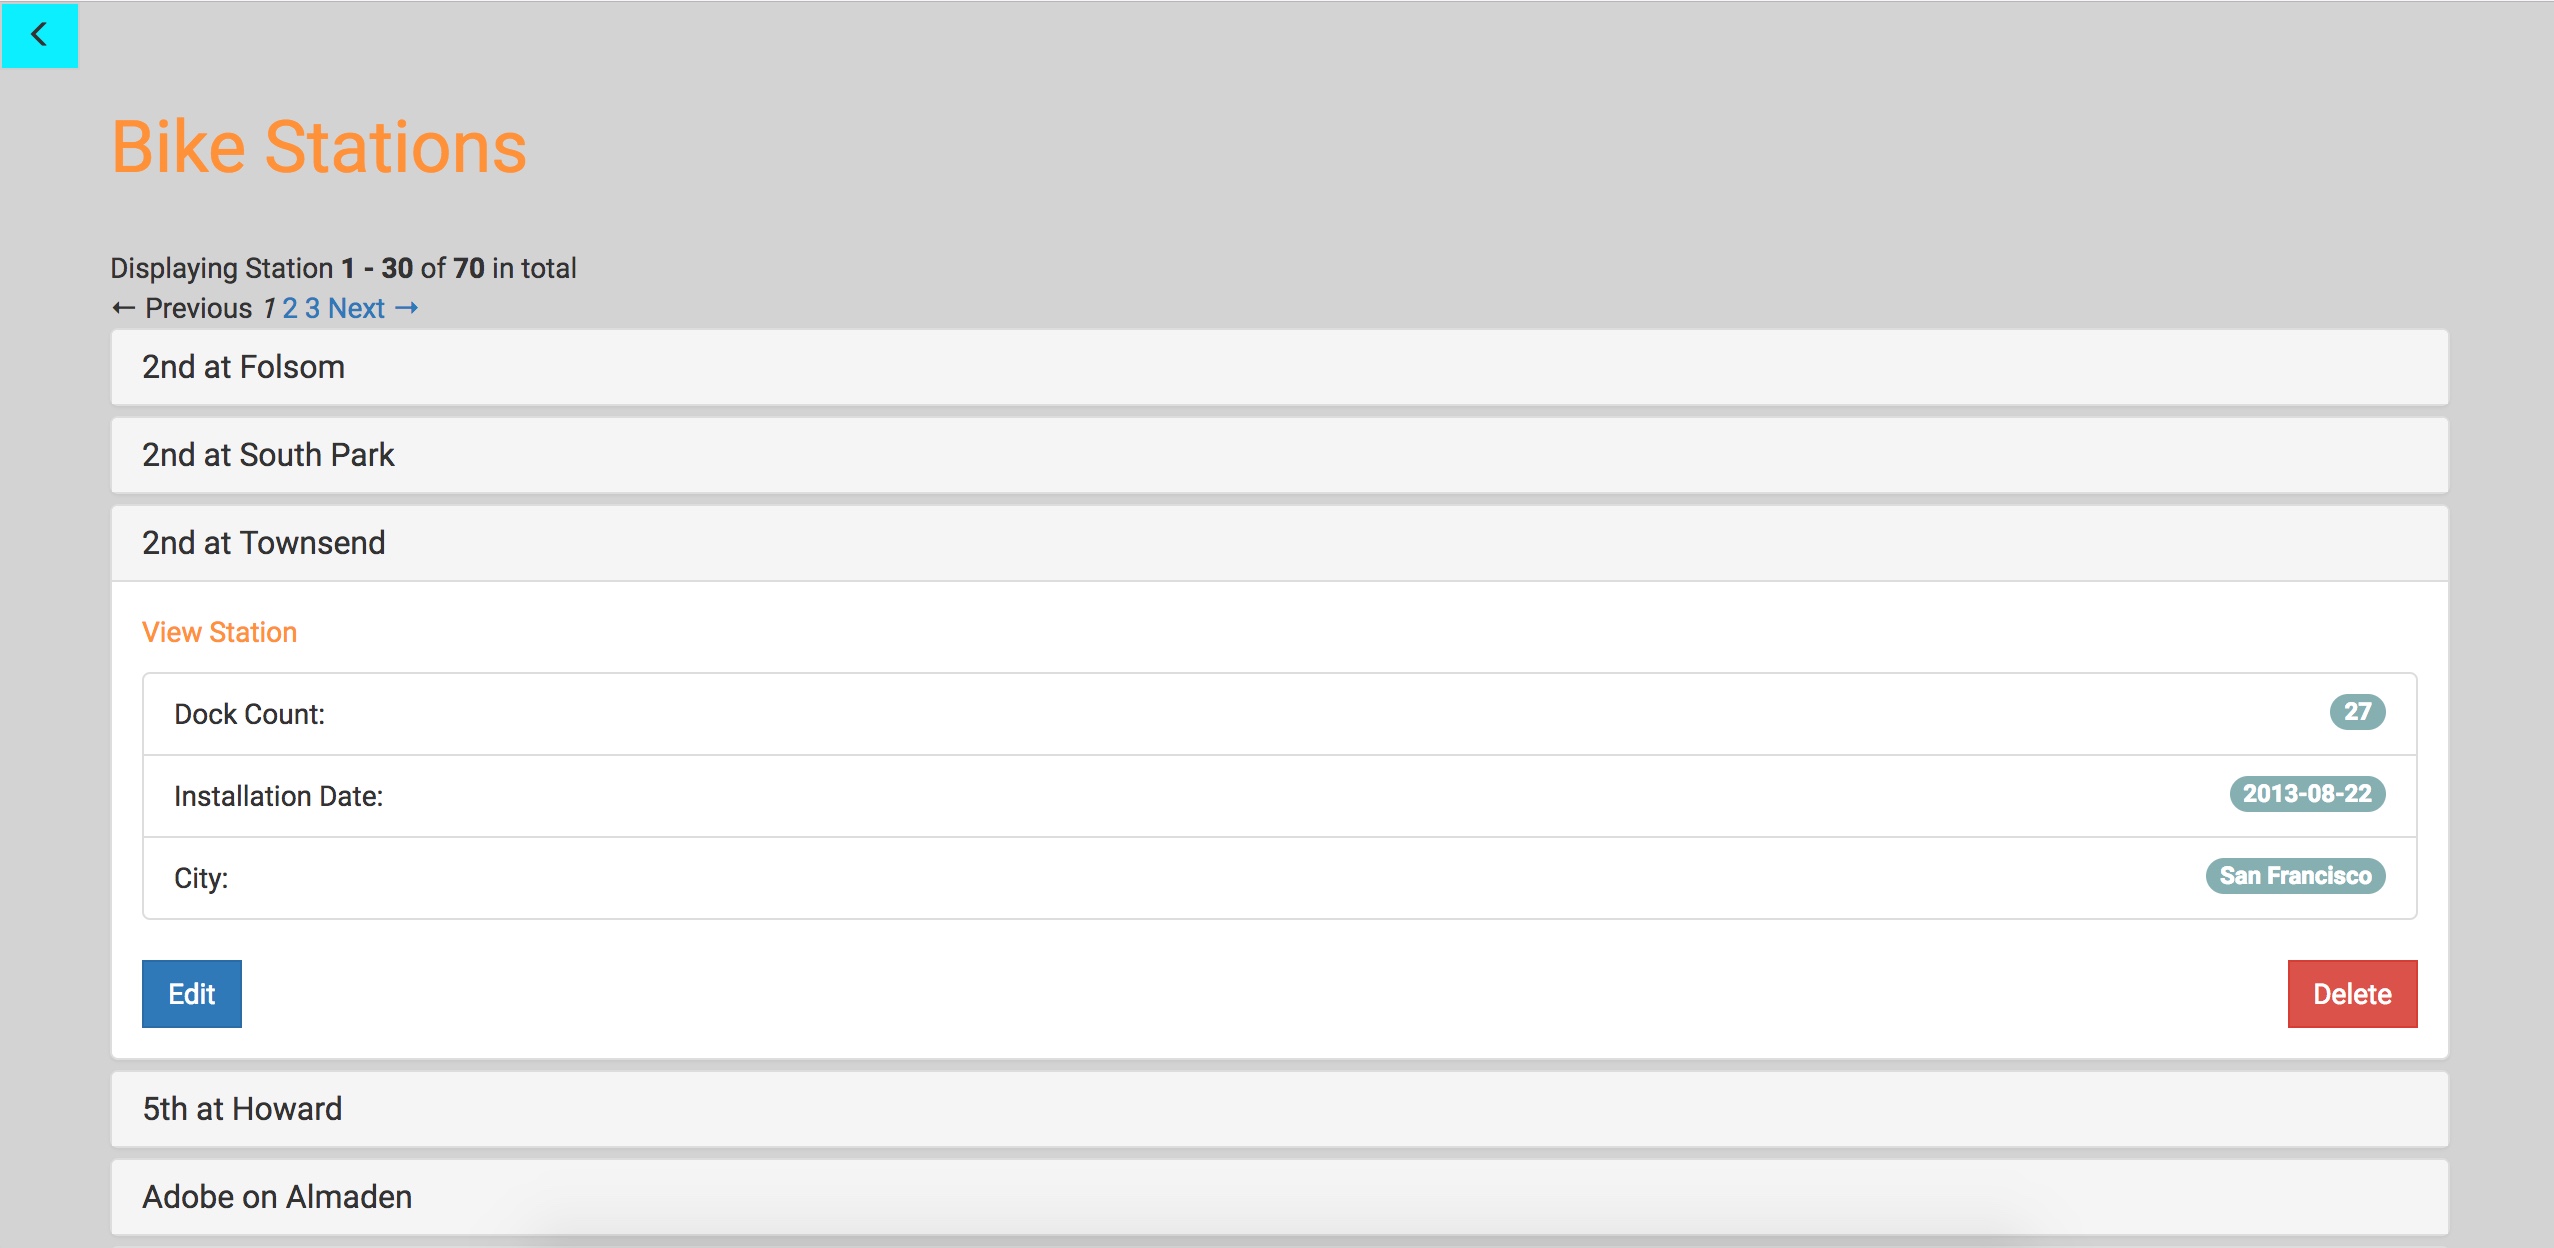 Bike Stations
Displaying Station 1 - 30 of 70 in total
← Previous 1 2 3 Next →
2nd at Folsom
2nd at South Park
2nd at Townsend
View Station
Dock Count: 27
Installation Date: 2013-08-22
City: San Francisco
Edit Delete
5th at Howard
Adobe on Almaden